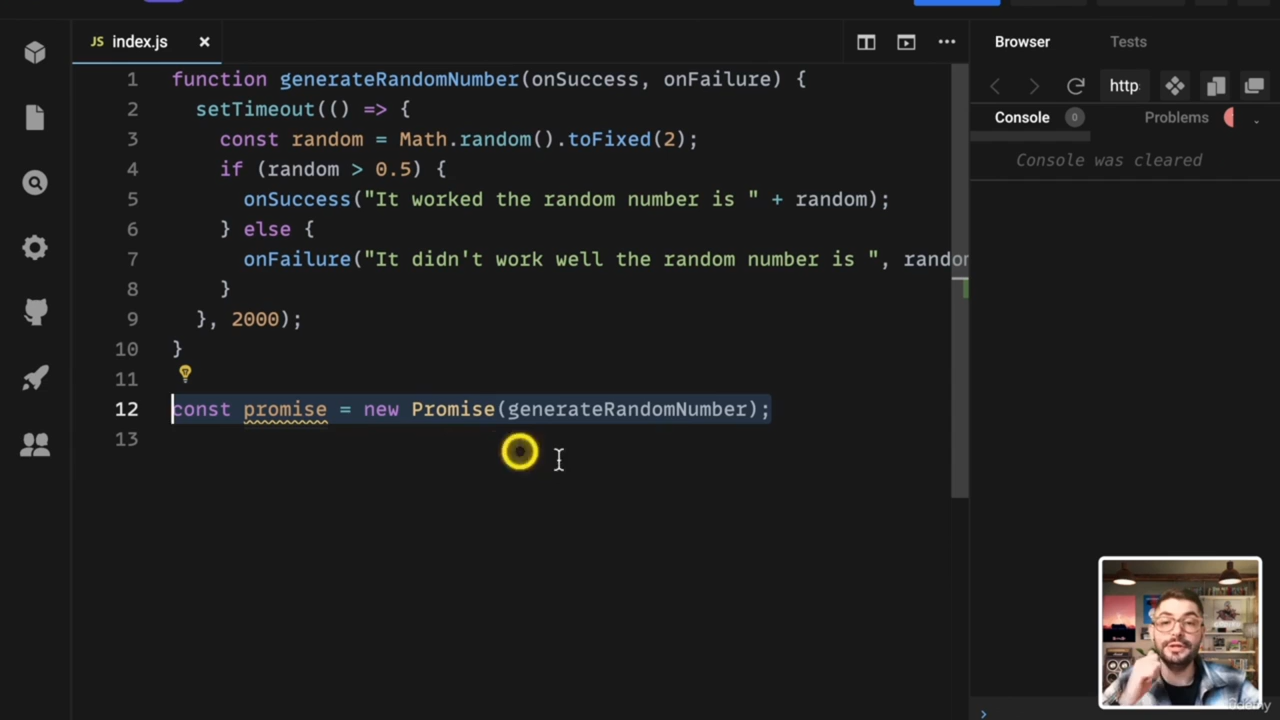 JS index.js ×
1 function generateRandomNumber(onSuccess, onFailure) {
2 setTimeout(() => {
3 const random = Math.random().toFixed(2);
4 if (random > 0.5) {
5 onSuccess("It worked the random number is " + random);
6 } else {
7 onFailure("It didn't work well the random number is ", random
8 }
9 }, 2000);
10 }
11
12 const promise = new Promise(generateRandomNumber);
13
Browser Tests
http
Console 0 Problems
Console was cleared
›